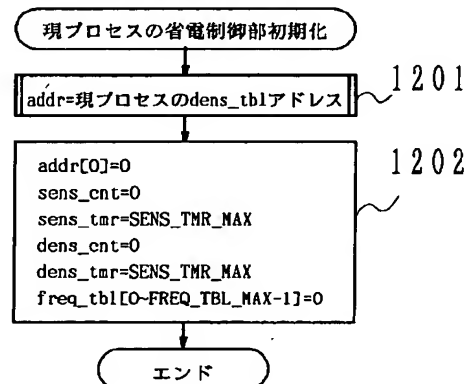 現プロセスの省電制御部初期化
addr=現プロセスのdens_tblアドレス
1201
addr[0]=0
sens_cnt=0
sens_tmr=SENS_TMR_MAX
dens_cnt=0
dens_tmr=SENS_TMR_MAX
freq_tbl[0~FREQ_TBL_MAX-1]=0
1202
エンド